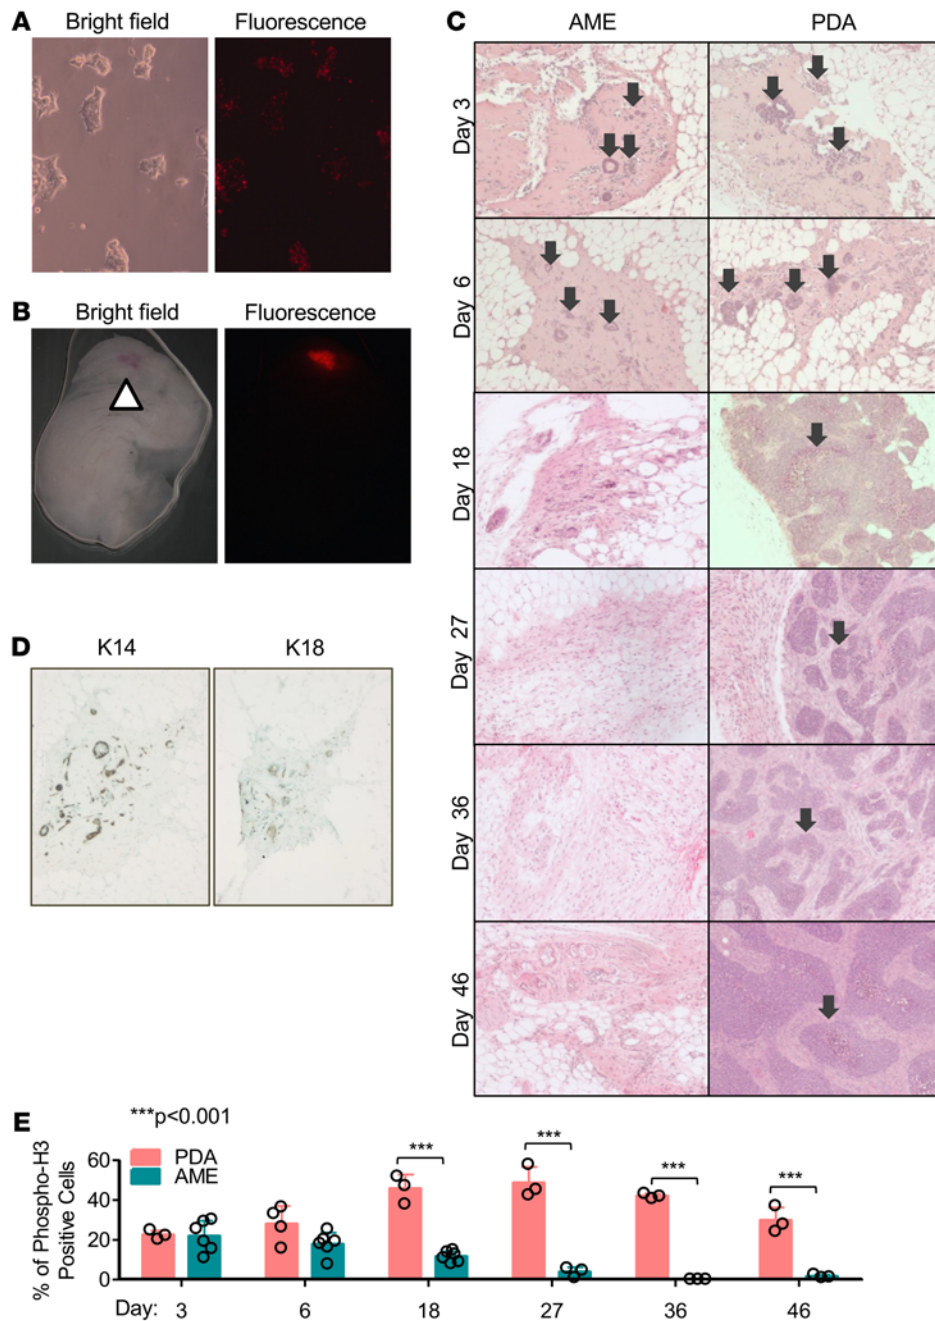 A
Bright field
Fluorescence
B
Bright field
Fluorescence
C
AME
PDA
Day 3
Day 6
Day 18
Day 27
Day 36
Day 46
D
K14
K18
E
***p<0.001
% of Phospho-H3
Positive Cells
60
40
20
0
PDA
AME
***
***
***
***
Day: 3 6 18 27 36 46